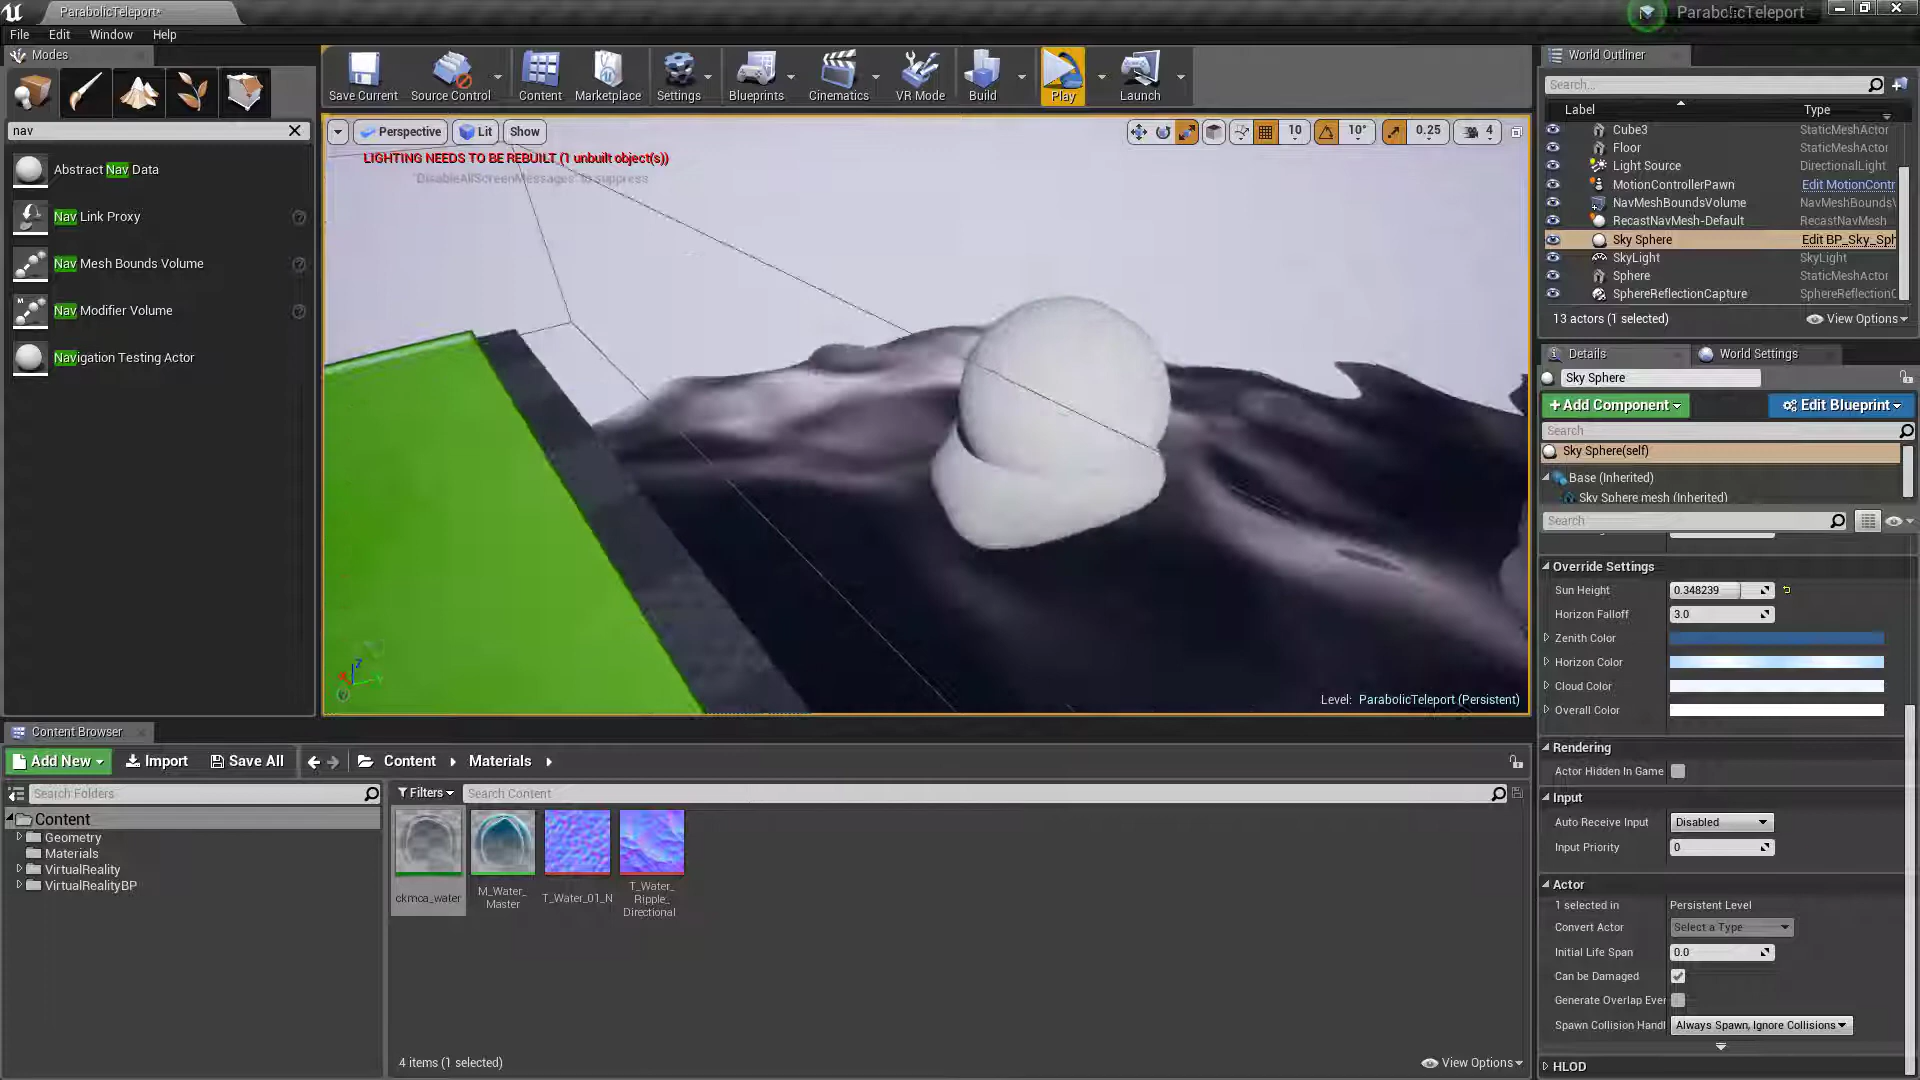 ParabolicTeleport*
ParabolicTeleport
File Edit Window Help
Modes
nav
Abstract Nav Data
Nav Link Proxy
Nav Mesh Bounds Volume
Nav Modifier Volume
Navigation Testing Actor
Save Current
Source Control
Content
Marketplace
Settings
Blueprints
Cinematics
VR Mode
Build
Play
Launch
Perspective Lit Show 10 10° 0.25 4
LIGHTING NEEDS TO BE REBUILT (1 unbuilt object(s))
'DisableAllScreenMessages' to suppress
Level: ParabolicTeleport (Persistent)
World Outliner
Search...
Label Type
Cube3 StaticMeshActor
Floor StaticMeshActor
Light Source DirectionalLight
MotionControllerPawn Edit MotionContr
NavMeshBoundsVolume NavMeshBoundsV
RecastNavMesh-Default RecastNavMesh
Sky Sphere Edit BP_Sky_Sph
SkyLight SkyLight
Sphere StaticMeshActor
SphereReflectionCapture SphereReflectionC
13 actors (1 selected) View Options
Details World Settings
Sky Sphere
+Add Component Edit Blueprint
Search
Sky Sphere(self)
Base (Inherited)
Sky Sphere mesh (Inherited)
Search
Override Settings
Sun Height 0.348239
Horizon Falloff 3.0
Zenith Color
Horizon Color
Cloud Color
Overall Color
Rendering
Actor Hidden In Game
Input
Auto Receive Input Disabled
Input Priority 0
Actor
1 selected in Persistent Level
Convert Actor Select a Type
Initial Life Span 0.0
Can be Damaged
Generate Overlap Ever
Spawn Collision Handl Always Spawn, Ignore Collisions
HLOD
Content Browser
Add New Import Save All Content Materials
Search Folders
Content
Geometry
Materials
VirtualReality
VirtualRealityBP
Filters Search Content
ckmca_water
M_Water_
Master
T_Water_01_N
T_Water_
Ripple_
Directional
4 items (1 selected) View Options